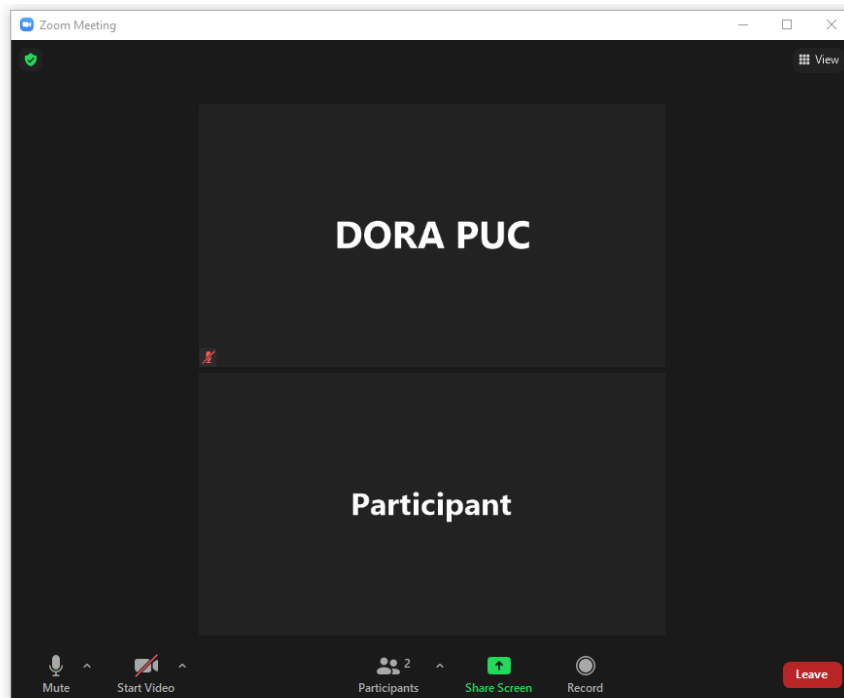 Zoom Meeting
View
DORA PUC
Participant
Mute
Start Video
Participants
2
Share Screen
Record
Leave